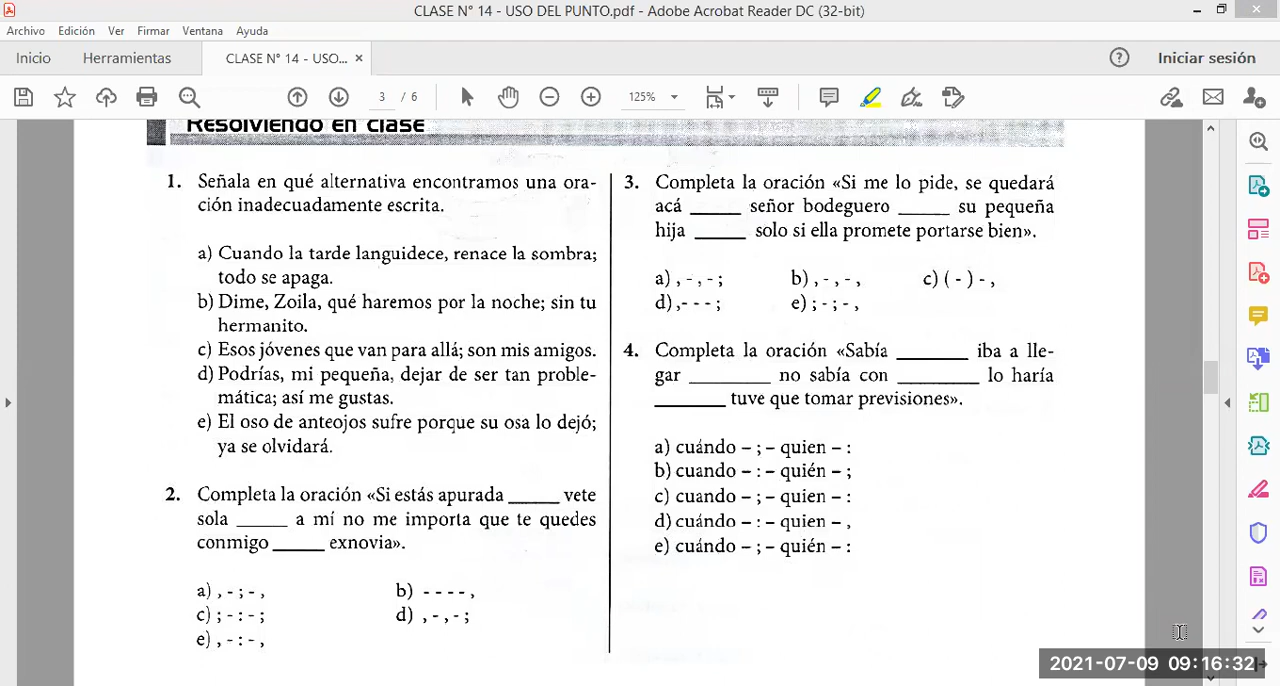 CLASE N° 14 - USO DEL PUNTO.pdf - Adobe Acrobat Reader DC (32-bit)
Archivo Edición Ver Firmar Ventana Ayuda
Inicio Herramientas CLASE N° 14 - USO... × Iniciar sesión
3 / 6 125%
Resolviendo en clase
1. Señala en qué alternativa encontramos una ora-
ción inadecuadamente escrita.
a) Cuando la tarde languidece, renace la sombra;
todo se apaga.
b) Dime, Zoila, qué haremos por la noche; sin tu
hermanito.
c) Esos jóvenes que van para allá; son mis amigos.
d) Podrías, mi pequeña, dejar de ser tan proble-
mática; así me gustas.
e) El oso de anteojos sufre porque su osa lo dejó;
ya se olvidará.
2. Completa la oración «Si estás apurada _____ vete
sola _____ a mí no me importa que te quedes
conmigo _____ exnovia».
a) , - ; - ,
b) - - - - ,
c) ; - : - ;
d) , - , - ;
e) , - : - ,
3. Completa la oración «Si me lo pide, se quedará
acá _____ señor bodeguero _____ su pequeña
hija _____ solo si ella promete portarse bien».
a) , - , - ;
b) , - , - ,
c) ( - ) - ,
d) ,- - - ;
e) ; - ; - ,
4. Completa la oración «Sabía _______ iba a lle-
gar ________ no sabía con ________ lo haría
_______ tuve que tomar previsiones».
a) cuándo – ; – quien – :
b) cuando – : – quién – ;
c) cuando – ; – quien – :
d) cuándo – : – quien – ,
e) cuándo – ; – quién – :
2021-07-09 09:16:32